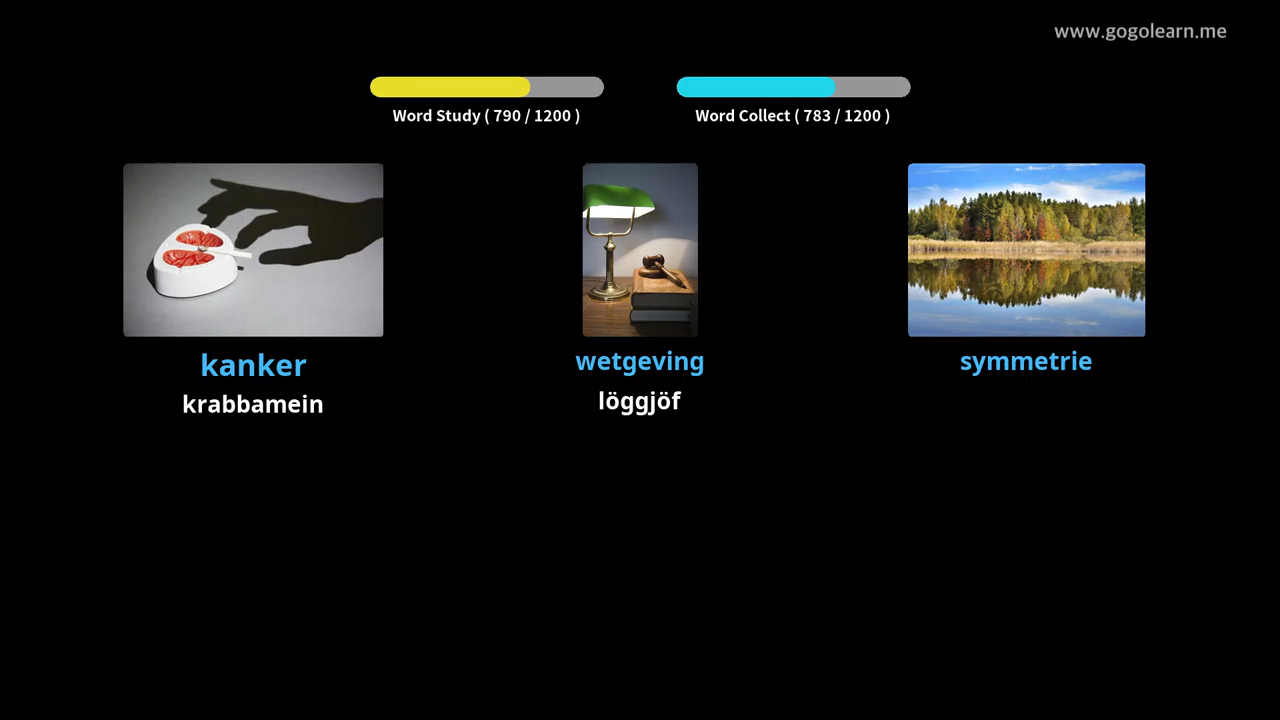 www.gogolearn.me
Word Study ( 790 / 1200 )
Word Collect ( 783 / 1200 )
kanker
wetgeving
symmetrie
krabbamein
löggjöf